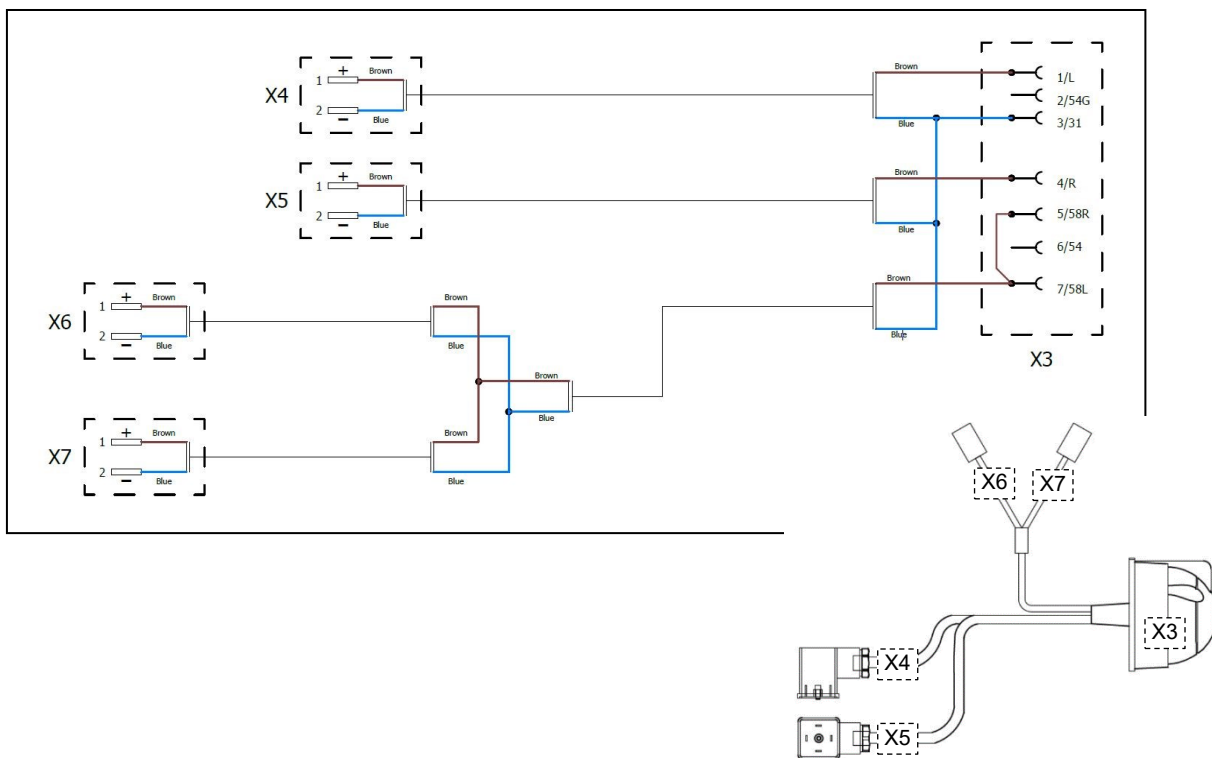 X4
1 + Brown
2 - Blue
Brown
Blue
1/L
2/54G
3/31
X5
1 + Brown
2 - Blue
Brown
Blue
4/R
5/58R
6/54
7/58L
X3
X6
1 + Brown
2 - Blue
Brown
Blue
Brown
Blue
Brown
Blue
X7
1 + Brown
2 - Blue
Brown
Blue
X6
X7
X3
X4
X5